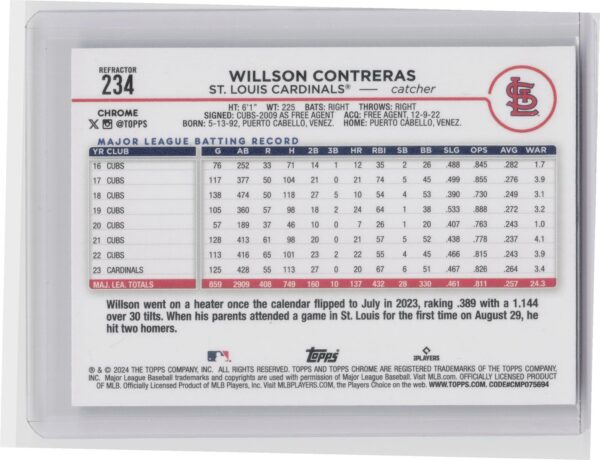 REFRACTOR
234
WILLSON CONTRERAS
ST. LOUIS CARDINALS® — catcher
HT: 6'1" WT: 225 BATS: RIGHT THROWS: RIGHT
SIGNED: CUBS-2009 AS FREE AGENT ACQ: FREE AGENT, 12-9-22
BORN: 5-13-92, PUERTO CABELLO, VENEZ. HOME: PUERTO CABELLO, VENEZ.
CHROME
X @TOPPS
STL
MAJOR LEAGUE BATTING RECORD
YR CLUB G AB R H 2B 3B HR RBI SB BB SLG OPS AVG WAR
16 CUBS 76 252 33 71 14 1 12 35 2 26 .488 .845 .282 1.7
17 CUBS 117 377 50 104 21 0 21 74 5 45 .499 .855 .276 3.9
18 CUBS 138 474 50 118 27 5 10 54 4 53 .390 .730 .249 3.1
19 CUBS 105 360 57 98 18 2 24 64 1 38 .533 .888 .272 3.2
20 CUBS 57 189 37 46 10 0 7 26 1 20 .407 .763 .243 1.0
21 CUBS 128 413 61 98 20 0 21 57 5 52 .438 .778 .237 4.1
22 CUBS 113 416 65 101 23 2 22 55 4 45 .466 .815 .243 3.9
23 CARDINALS 125 428 55 113 27 0 20 67 6 51 .467 .826 .264 3.4
MAJ. LEA. TOTALS 859 2909 408 749 160 10 137 432 28 330 .461 .811 .257 24.3
Willson went on a heater once the calendar flipped to July in 2023, raking .389 with a 1.144
over 30 tilts. When his parents attended a game in St. Louis for the first time on August 29, he
hit two homers.
Topps
PLAYERS
® & © 2024 THE TOPPS COMPANY, INC. ALL RIGHTS RESERVED. TOPPS AND TOPPS CHROME ARE REGISTERED TRADEMARKS OF THE TOPPS COMPANY,
INC. Major League Baseball trademarks and copyrights are used with permission of Major League Baseball. Visit MLB.com. OFFICIALLY LICENSED PRODUCT OF
MLB. Officially Licensed Product of MLB Players, Inc. Visit MLBPLAYERS.com, the Players Choice on the web. WWW.TOPPS.COM. CODE#CMP075694